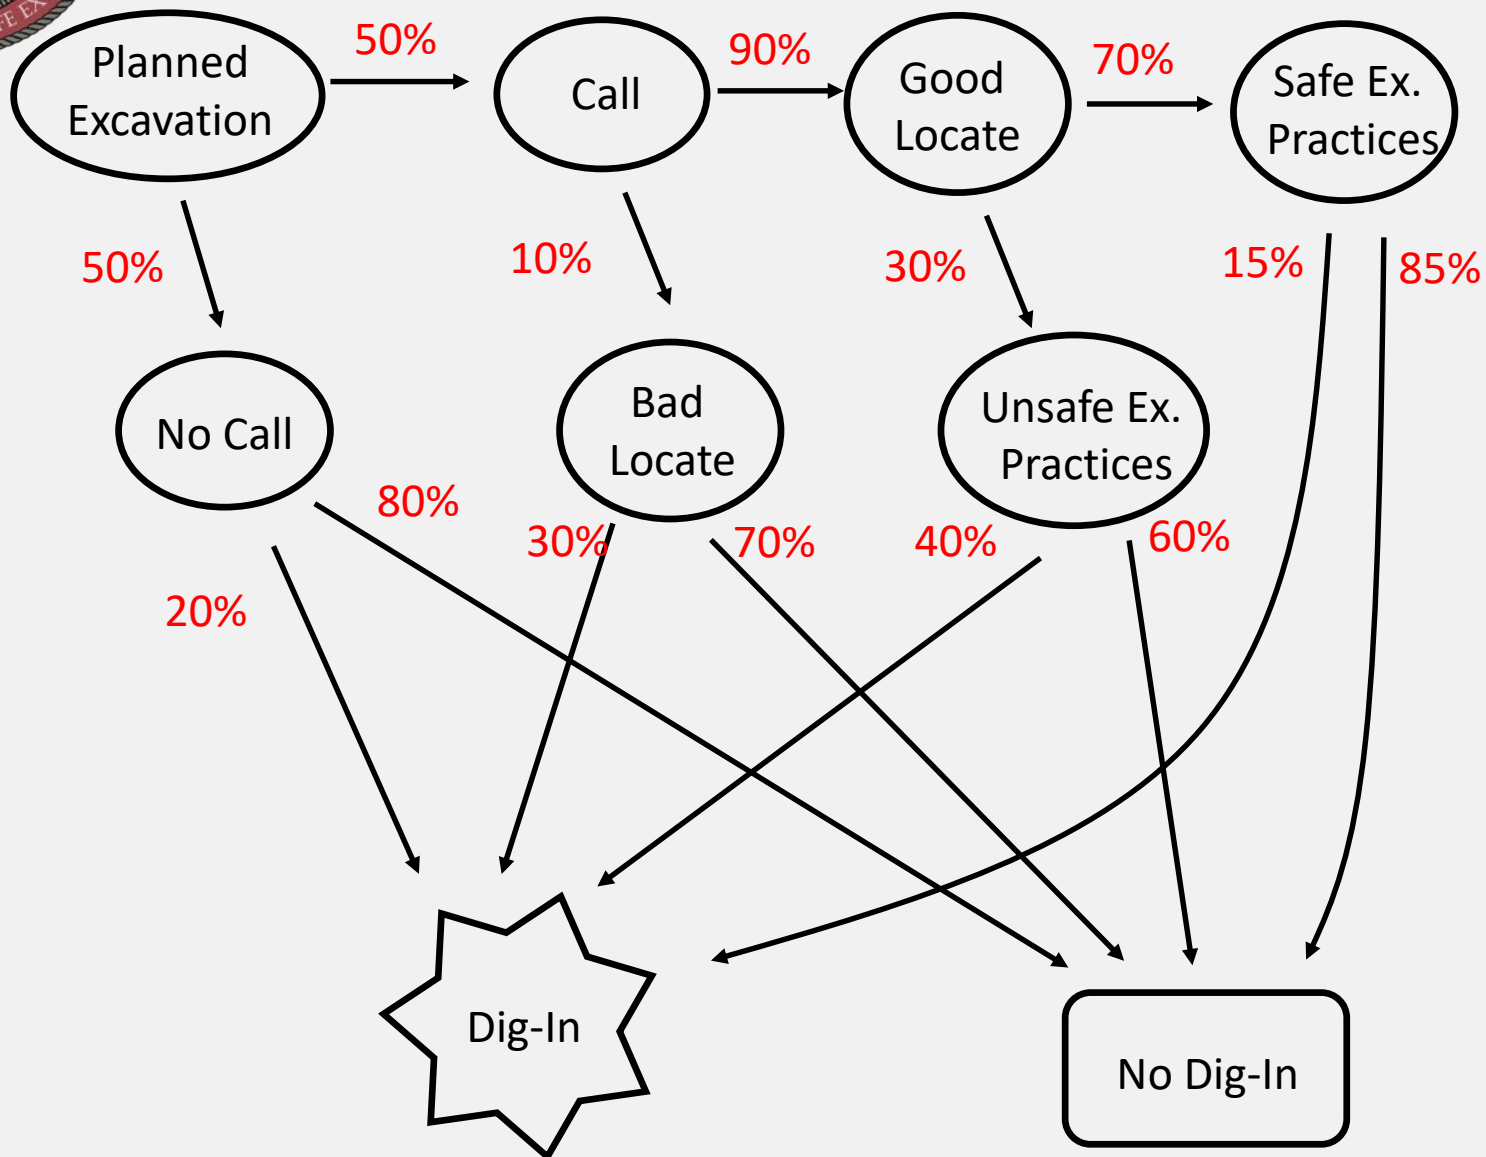 Planned
Excavation
50%
Call
90%
Good
Locate
70%
Safe Ex.
Practices
50%
10%
30%
15%
85%
No Call
Bad
Locate
Unsafe Ex.
Practices
80%
30%
70%
40%
60%
20%
Dig-In
No Dig-In